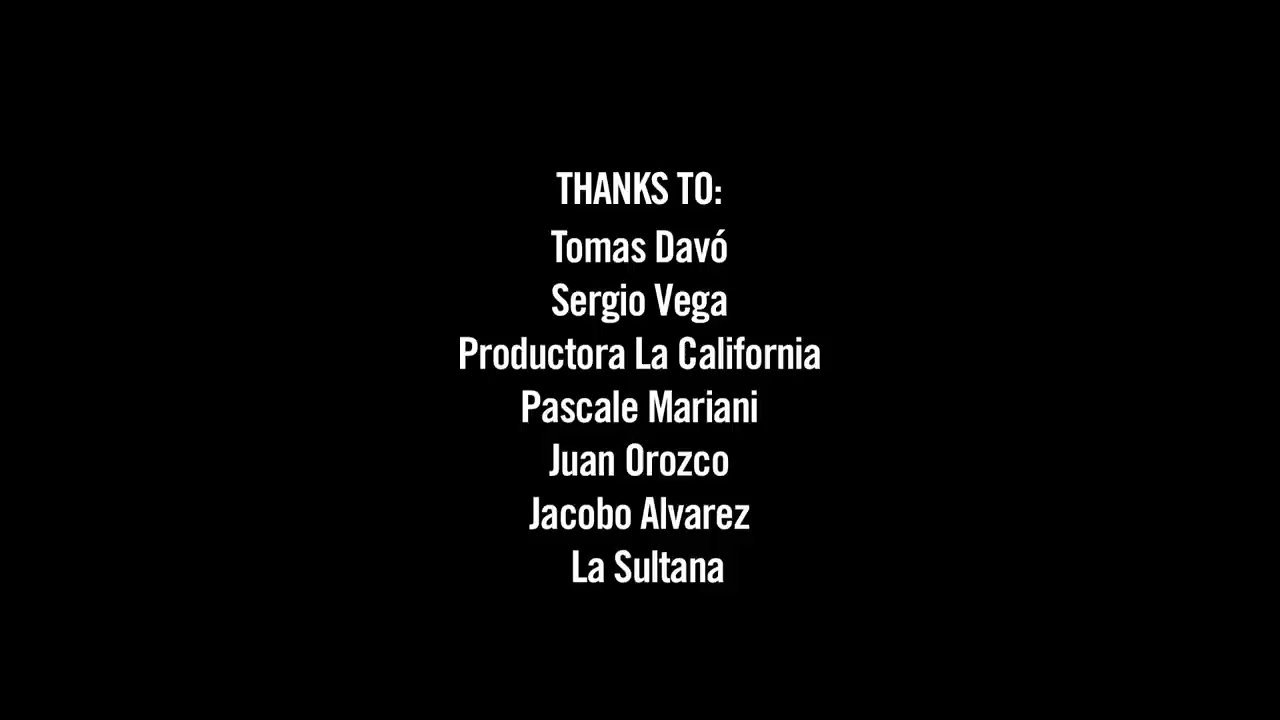 THANKS TO:
Tomas Davó
Sergio Vega
Productora La California
Pascale Mariani
Juan Orozco
Jacobo Alvarez
La Sultana